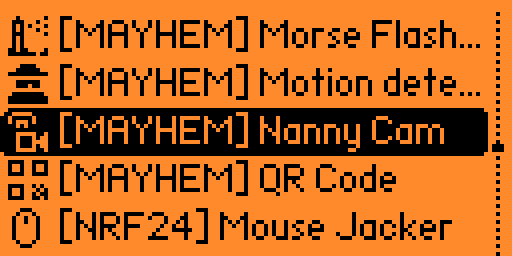 [MAYHEM] Morse Flash...
[MAYHEM] Motion dete...
[MAYHEM] Nanny Cam
[MAYHEM] QR Code
[NRF24] Mouse Jacker